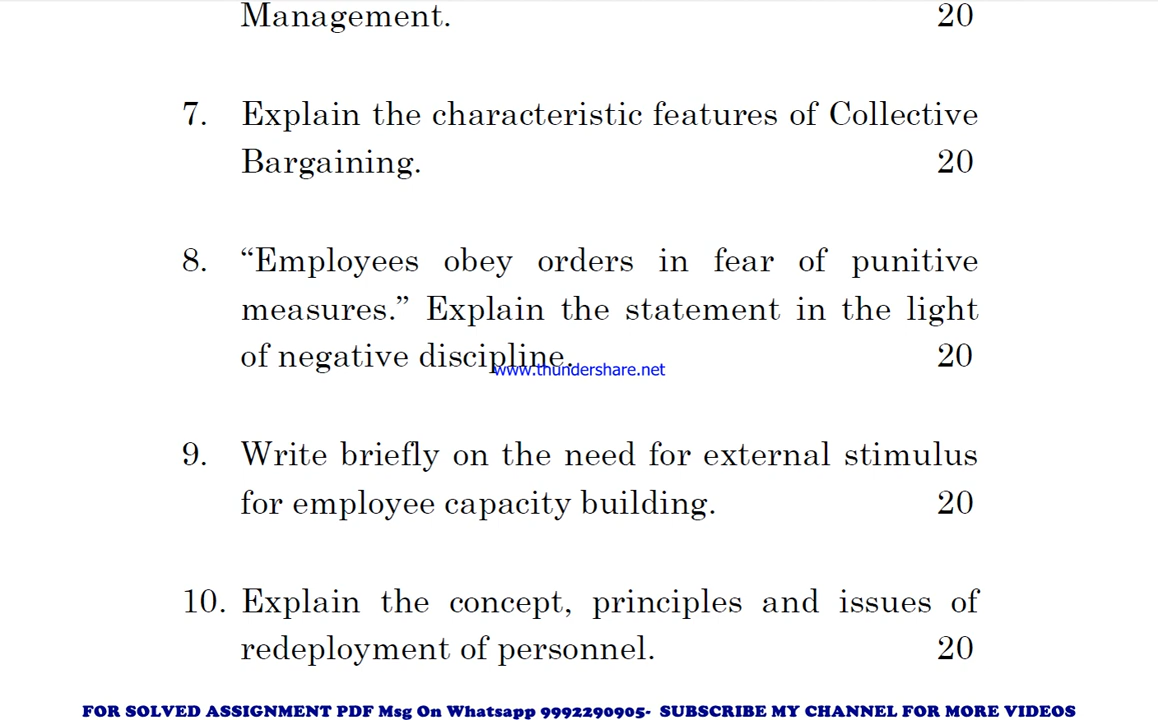 Management. 20
7. Explain the characteristic features of Collective
Bargaining. 20
8. “Employees obey orders in fear of punitive
measures.” Explain the statement in the light
of negative discipline. 20
www.thundershare.net
9. Write briefly on the need for external stimulus
for employee capacity building. 20
10. Explain the concept, principles and issues of
redeployment of personnel. 20
FOR SOLVED ASSIGNMENT PDF Msg On Whatsapp 9992290905- SUBSCRIBE MY CHANNEL FOR MORE VIDEOS